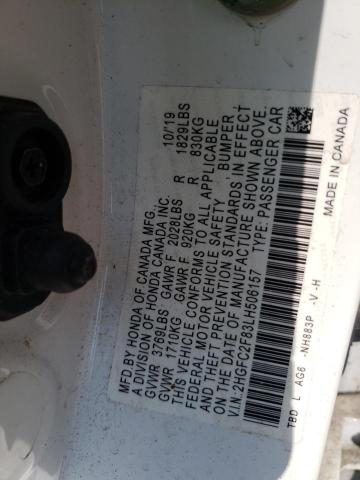 MFD.BY HONDA OF CANADA MFG., 10/19
A DIVISION OF HONDA CANADA INC.
GVWR 3769LBS GAWR F 2028LBS R 1829LBS
GVWR 1710KG GAWR F 920KG R 830KG
THIS VEHICLE CONFORMS TO ALL APPLICABLE
FEDERAL MOTOR VEHICLE SAFETY, BUMPER,
AND THEFT PREVENTION STANDARDS IN EFFECT
ON THE DATE OF MANUFACTURE SHOWN ABOVE.
V.I.N.:2HGFC2F83LH506157 TYPE:PASSENGER CAR
TBD L AG6 -NH883P -V-H MADE IN CANADA